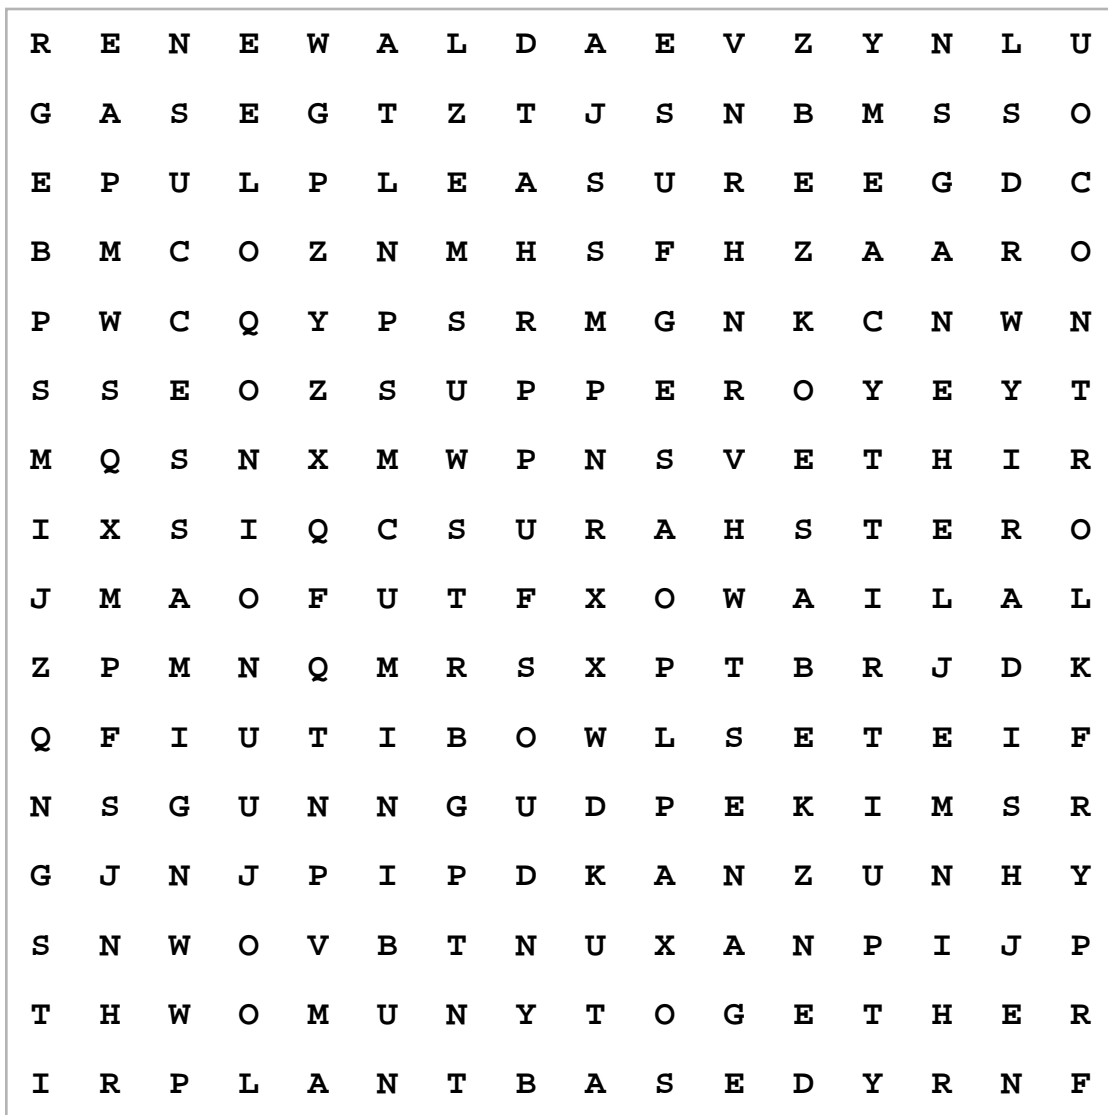 R E N E W A L D A E V Z Y N L U
G A S E G T Z T J S N B M S S O
E P U L P L E A S U R E E G D C
B M C O Z N M H S F H Z A A R O
P W C Q Y P S R M G N K C N W N
S S E O Z S U P P E R O Y E Y T
M Q S N X M W P N S V E T H I R
I X S I Q C S U R A H S T E R O
J M A O F U T F X O W A I L A L
Z P M N Q M R S X P T B R J D K
Q F I U T I B O W L S E T E I F
N S G U N N G U D P E K I M S R
G J N J P I P D K A N Z U N H Y
S N W O V B T N U X A N P I J P
T H W O M U N Y T O G E T H E R
I R P L A N T B A S E D Y R N F